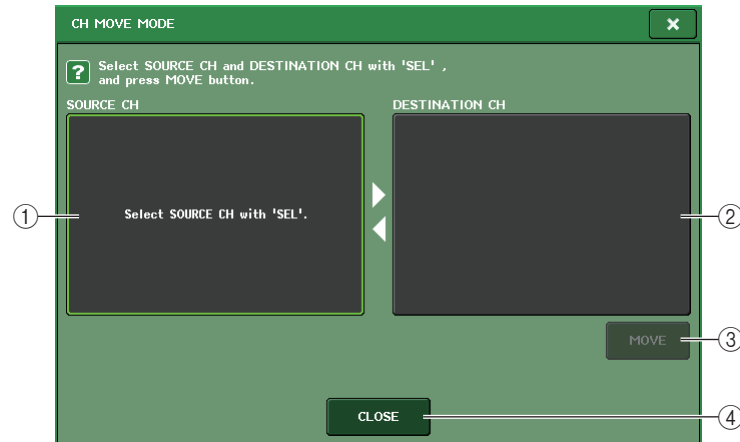 CH MOVE MODE
?
Select SOURCE CH and DESTINATION CH with 'SEL' ,
and press MOVE button.
SOURCE CH
DESTINATION CH
Select SOURCE CH with 'SEL'.
1
2
MOVE
3
CLOSE
4